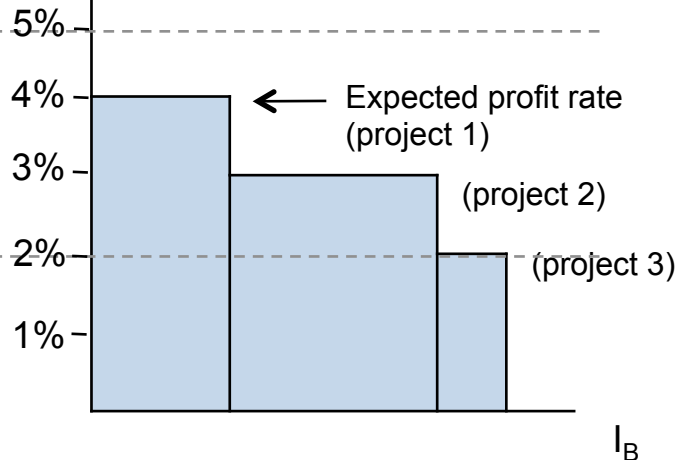 5%
4%
Expected profit rate
(project 1)
3%
(project 2)
2%
(project 3)
1%
I_B